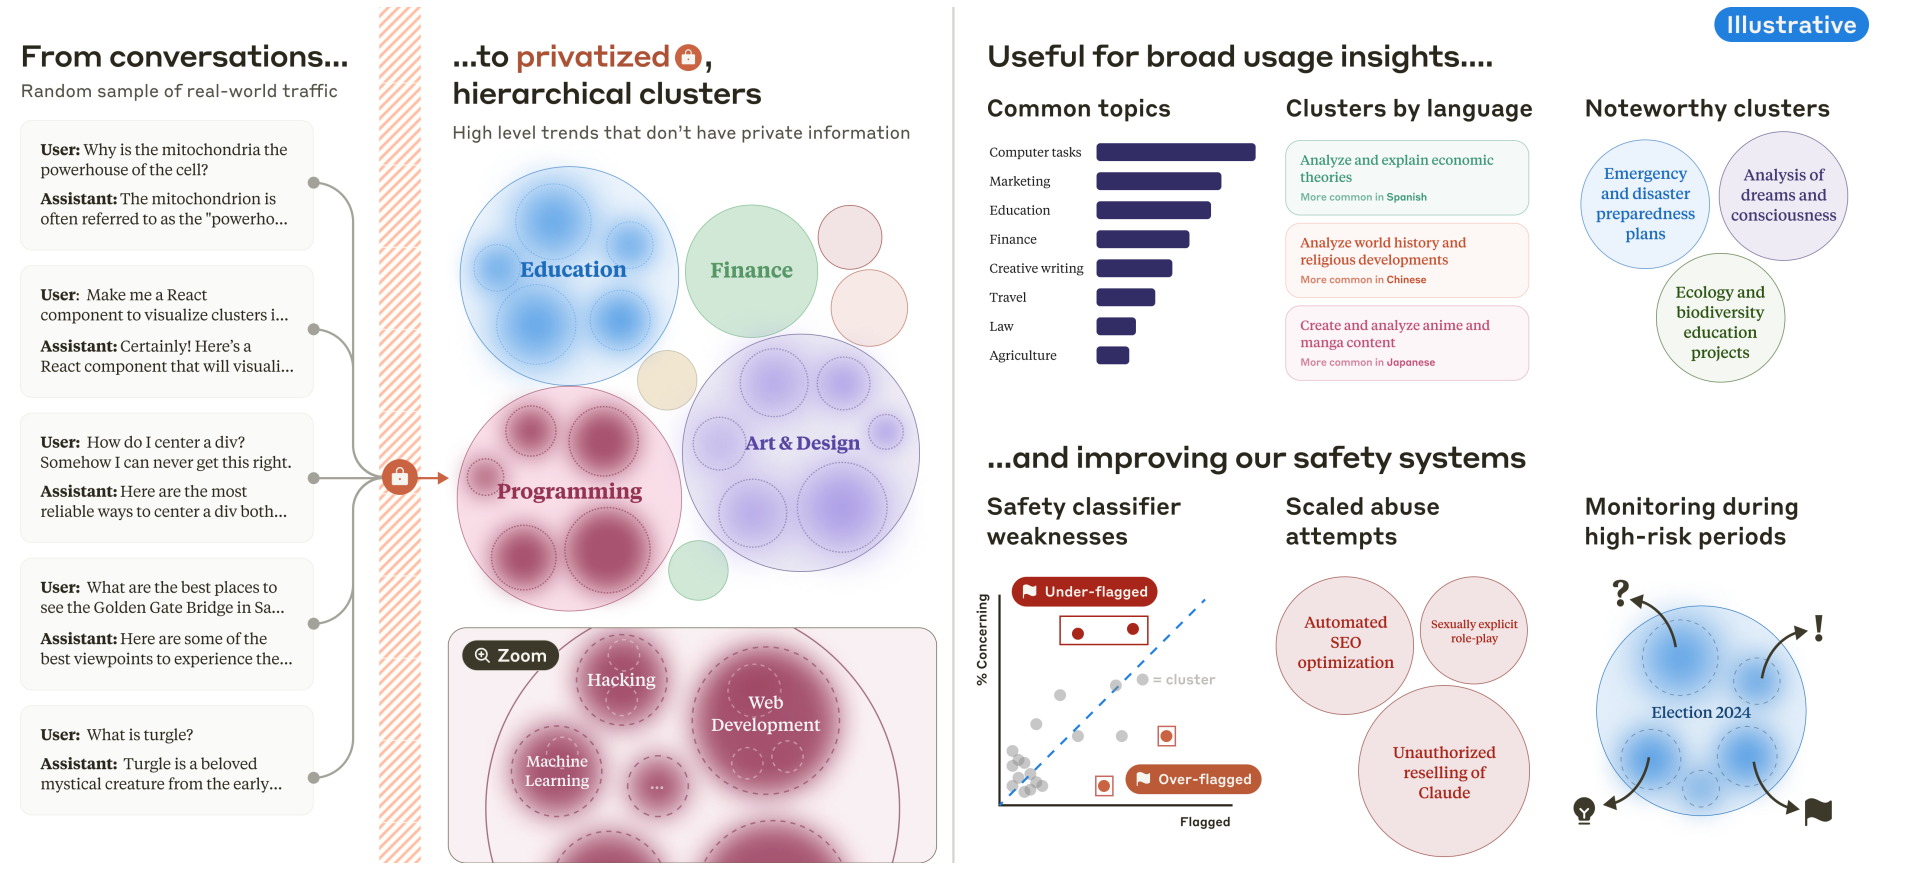 Illustrative
From conversations...
Random sample of real-world traffic
User: Why is the mitochondria the
powerhouse of the cell?
Assistant: The mitochondrion is
often referred to as the "powerho...
User: Make me a React
component to visualize clusters i...
Assistant: Certainly! Here's a
React component that will visuali...
User: How do I center a div?
Somehow I can never get this right.
Assistant: Here are the most
reliable ways to center a div both...
User: What are the best places to
see the Golden Gate Bridge in Sa...
Assistant: Here are some of the
best viewpoints to experience the...
User: What is turgle?
Assistant: Turgle is a beloved
mystical creature from the early...
...to privatized,
hierarchical clusters
High level trends that don't have private information
Education
Finance
Art & Design
Programming
Zoom
Hacking
Web
Development
Machine
Learning
...
Useful for broad usage insights....
Common topics
Computer tasks
Marketing
Education
Finance
Creative writing
Travel
Law
Agriculture
Clusters by language
Analyze and explain economic
theories
More common in Spanish
Analyze world history and
religious developments
More common in Chinese
Create and analyze anime and
manga content
More common in Japanese
Noteworthy clusters
Emergency
and disaster
preparedness
plans
Analysis of
dreams and
consciousness
Ecology and
biodiversity
education
projects
...and improving our safety systems
Safety classifier
weaknesses
% Concerning
Under-flagged
= cluster
Over-flagged
Flagged
Scaled abuse
attempts
Automated
SEO
optimization
Sexually explicit
role-play
Unauthorized
reselling of
Claude
Monitoring during
high-risk periods
?
!
Election 2024